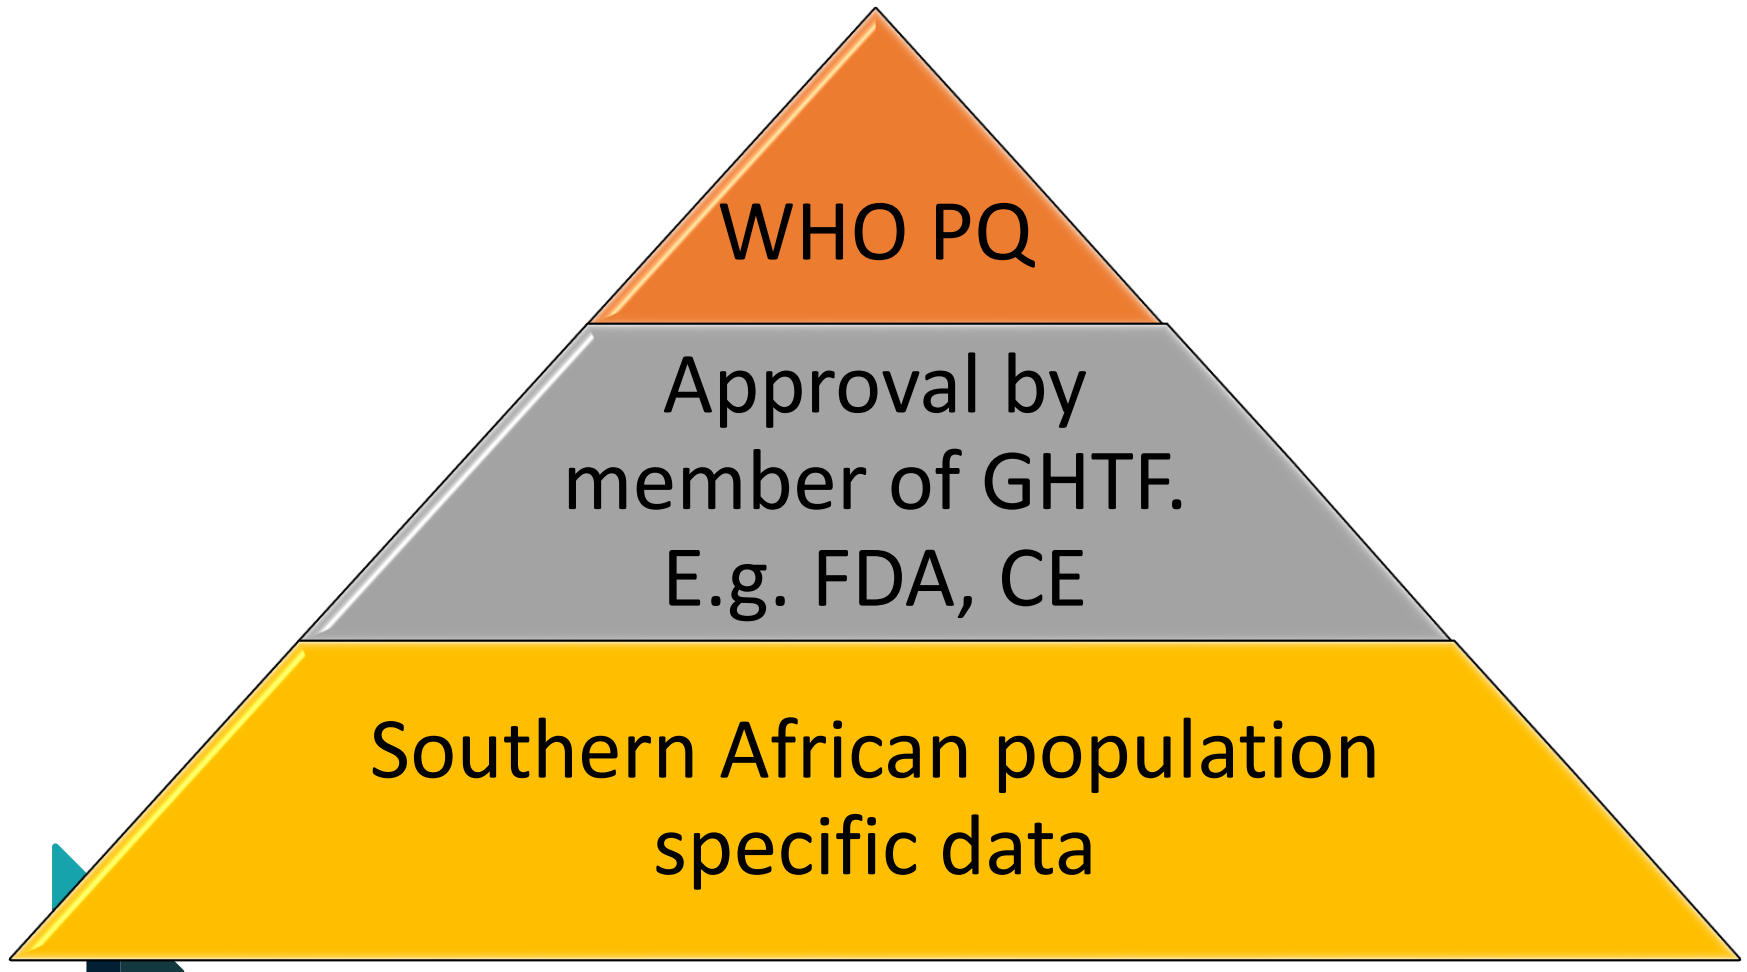 WHO PQ
Approval by
member of GHTF.
E.g. FDA, CE
Southern African population
specific data